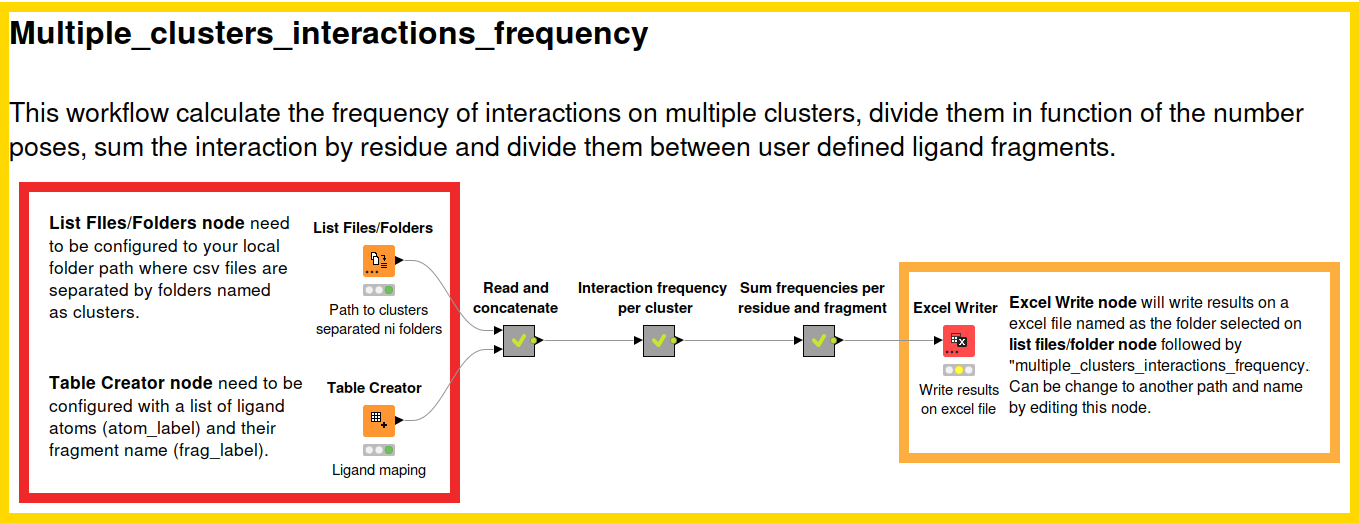 Multiple_clusters_interactions_frequency
This workflow calculate the frequency of interactions on multiple clusters, divide them in function of the number
poses, sum the interaction by residue and divide them between user defined ligand fragments.
List FIles/Folders node need
to be configured to your local
folder path where csv files are
separated by folders named
as clusters.
List Files/Folders
Path to clusters
separated ni folders
Table Creator node need to be
configured with a list of ligand
atoms (atom_label) and their
fragment name (frag_label).
Table Creator
Ligand maping
Read and
concatenate
Interaction frequency
per cluster
Sum frequencies per
residue and fragment
Excel Writer
Write results
on excel file
Excel Write node will write results on a
excel file named as the folder selected on
list files/folder node followed by
"multiple_clusters_interactions_frequency.
Can be change to another path and name
by editing this node.